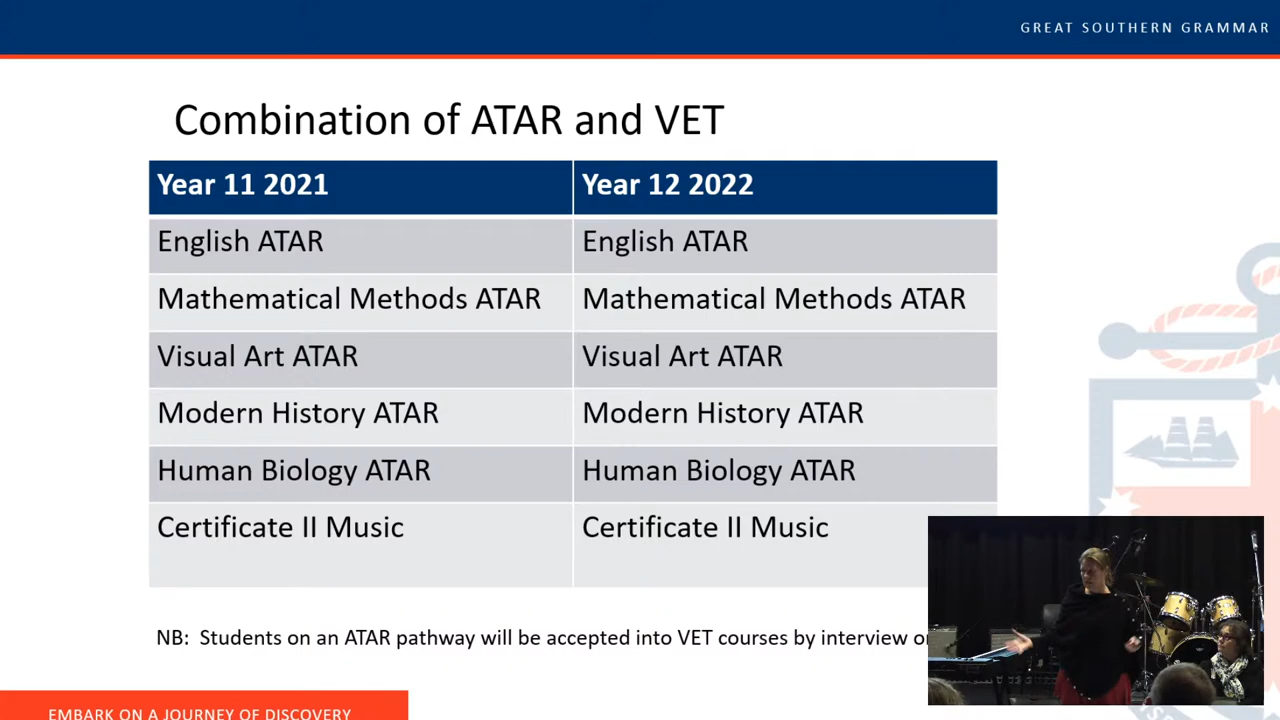 GREAT SOUTHERN GRAMMAR
Combination of ATAR and VET
Year 11 2021 Year 12 2022
English ATAR English ATAR
Mathematical Methods ATAR Mathematical Methods ATAR
Visual Art ATAR Visual Art ATAR
Modern History ATAR Modern History ATAR
Human Biology ATAR Human Biology ATAR
Certificate II Music Certificate II Music
NB: Students on an ATAR pathway will be accepted into VET courses by interview
EMBARK ON A JOURNEY OF DISCOVERY